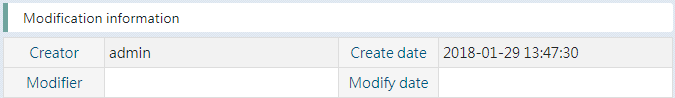 Modification information
Creator admin Create date 2018-01-29 13:47:30
Modifier Modify date